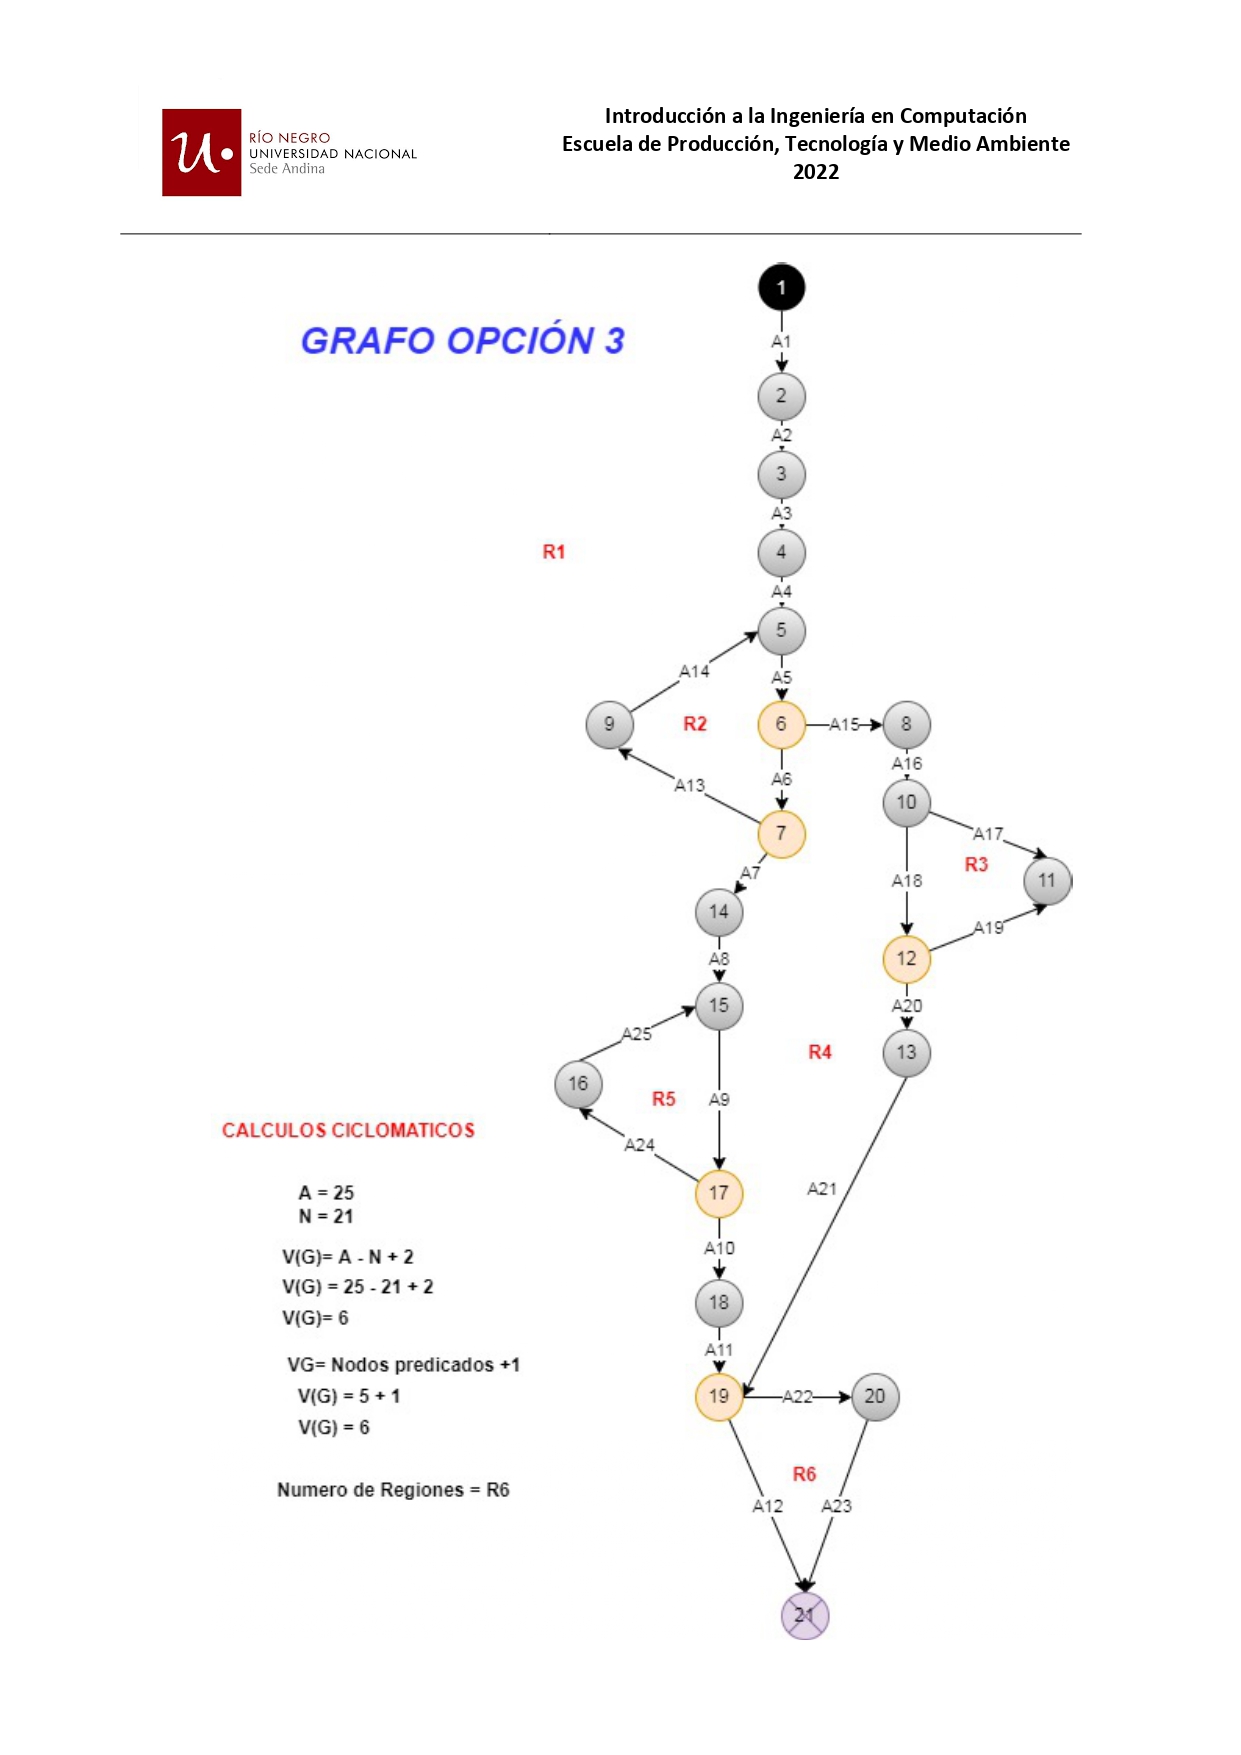 RÍO NEGRO
UNIVERSIDAD NACIONAL
Sede Andina
Introducción a la Ingeniería en Computación
Escuela de Producción, Tecnología y Medio Ambiente
2022
GRAFO OPCIÓN 3
1
A1
2
A2
3
A3
R1
4
A4
5
A14
A5
9
R2
6
A15
8
A13
A6
A16
10
7
A17
A7
R3
A18
11
14
A19
A8
12
15
A20
A25
R4
13
16
R5
A9
CALCULOS CICLOMATICOS
A24
A = 25
17
A21
N = 21
A10
V(G)= A - N + 2
V(G) = 25 - 21 + 2
18
V(G)= 6
A11
VG= Nodos predicados +1
V(G) = 5 + 1
19
A22
20
V(G) = 6
R6
Numero de Regiones = R6
A12
A23
21